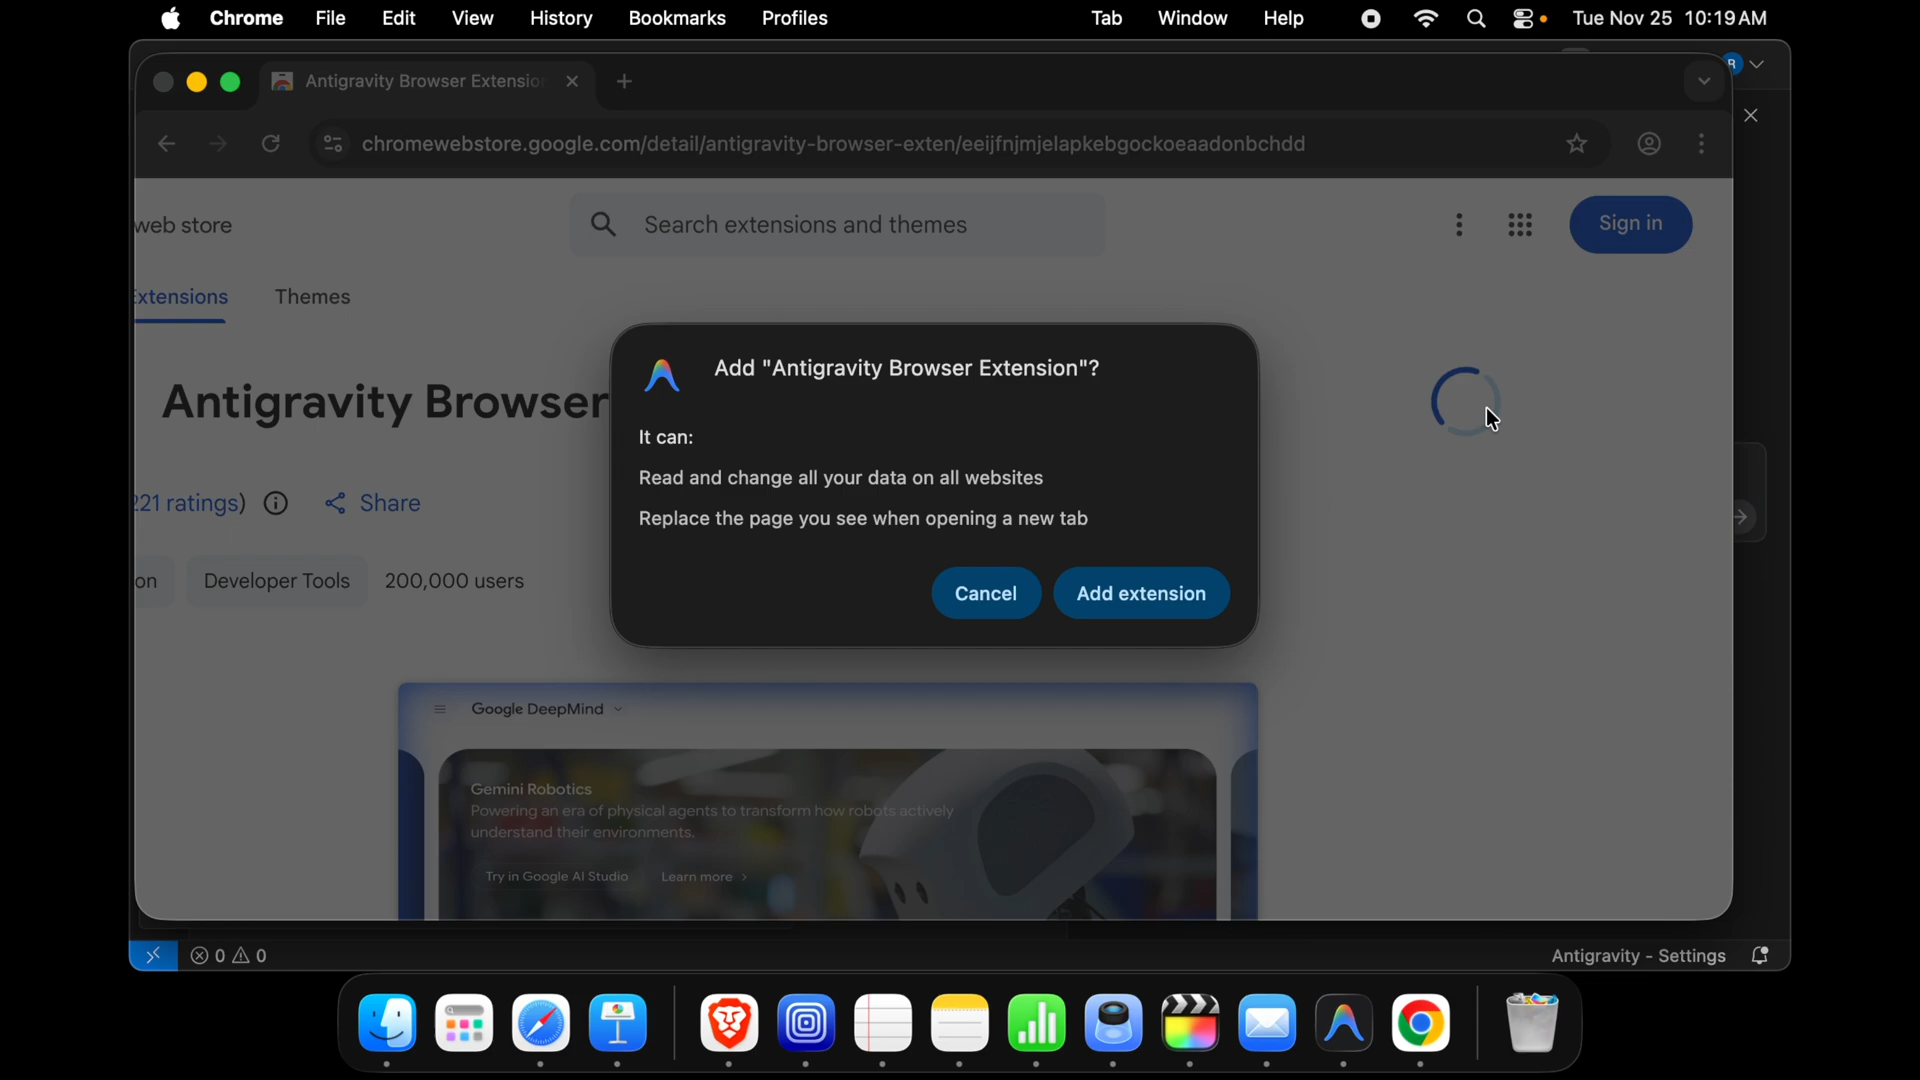 Chrome File Edit View History Bookmarks Profiles Tab Window Help Tue Nov 25 10:19 AM
Antigravity Browser Extension
chromewebstore.google.com/detail/antigravity-browser-exten/eeijfnjmjelapkebgockoeaadonbchdd
web store
Search extensions and themes
Sign in
Extensions Themes
Add "Antigravity Browser Extension"?
Antigravity Browser
It can:
Read and change all your data on all websites
221 ratings) Share
Replace the page you see when opening a new tab
on Developer Tools 200,000 users
Cancel Add extension
Google DeepMind
Gemini Robotics
Powering an era of physical agents to transform how robots actively
understand their environments.
Try in Google AI Studio Learn more
0 0 Antigravity - Settings